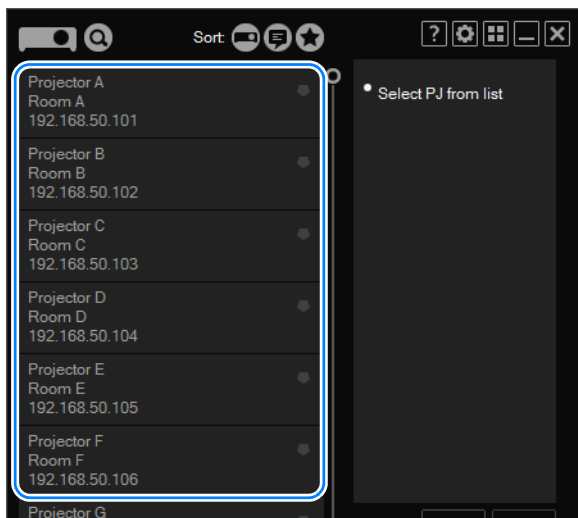 Sort:
?
Projector A
Room A
192.168.50.101
Projector B
Room B
192.168.50.102
Projector C
Room C
192.168.50.103
Projector D
Room D
192.168.50.104
Projector E
Room E
192.168.50.105
Projector F
Room F
192.168.50.106
Projector G
Select PJ from list